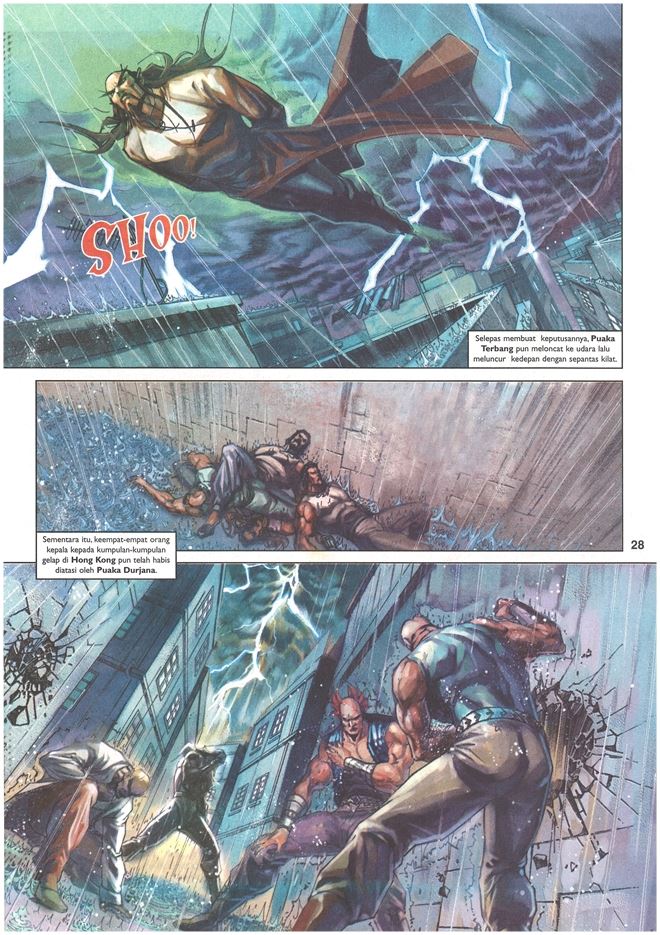 SHOO!
Selepas membuat keputusannya, Puaka
Terbang pun meloncat ke udara lalu
meluncur kedepan dengan sepantas kilat.
Sementara itu, keempat-empat orang
kepala kepada kumpulan-kumpulan
gelap di Hong Kong pun telah habis
diatasi oleh Puaka Durjana.
28